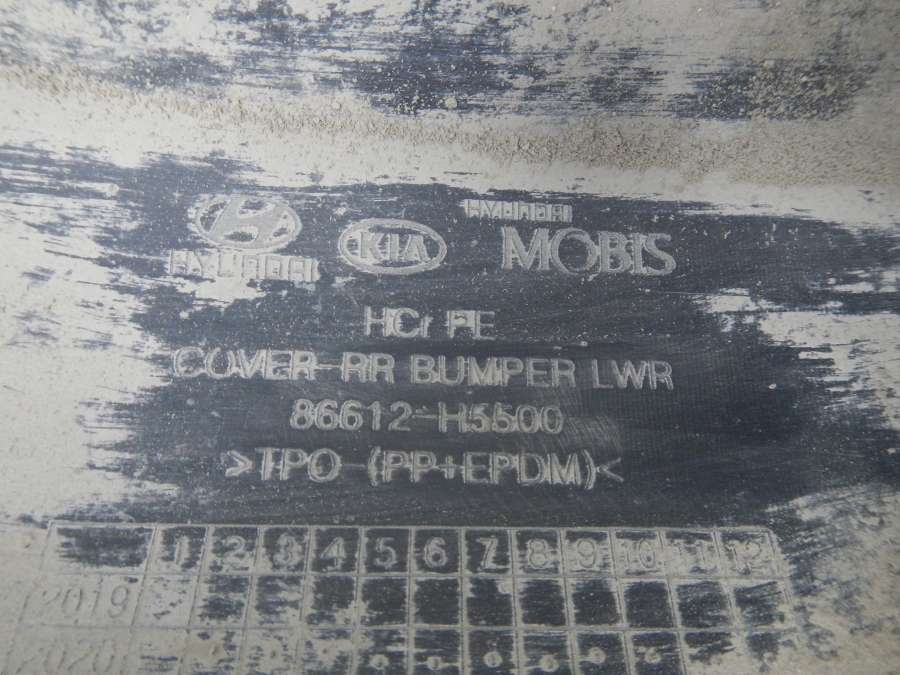 HYUNDAI KIA HYUNDAI MOBIS
HCr PE
COVER-RR BUMPER LWR
86612-H5500
>TPO-(PP+EPDM)<
1 2 3 4 5 6 7 8 9 10 11 12
2019
2020